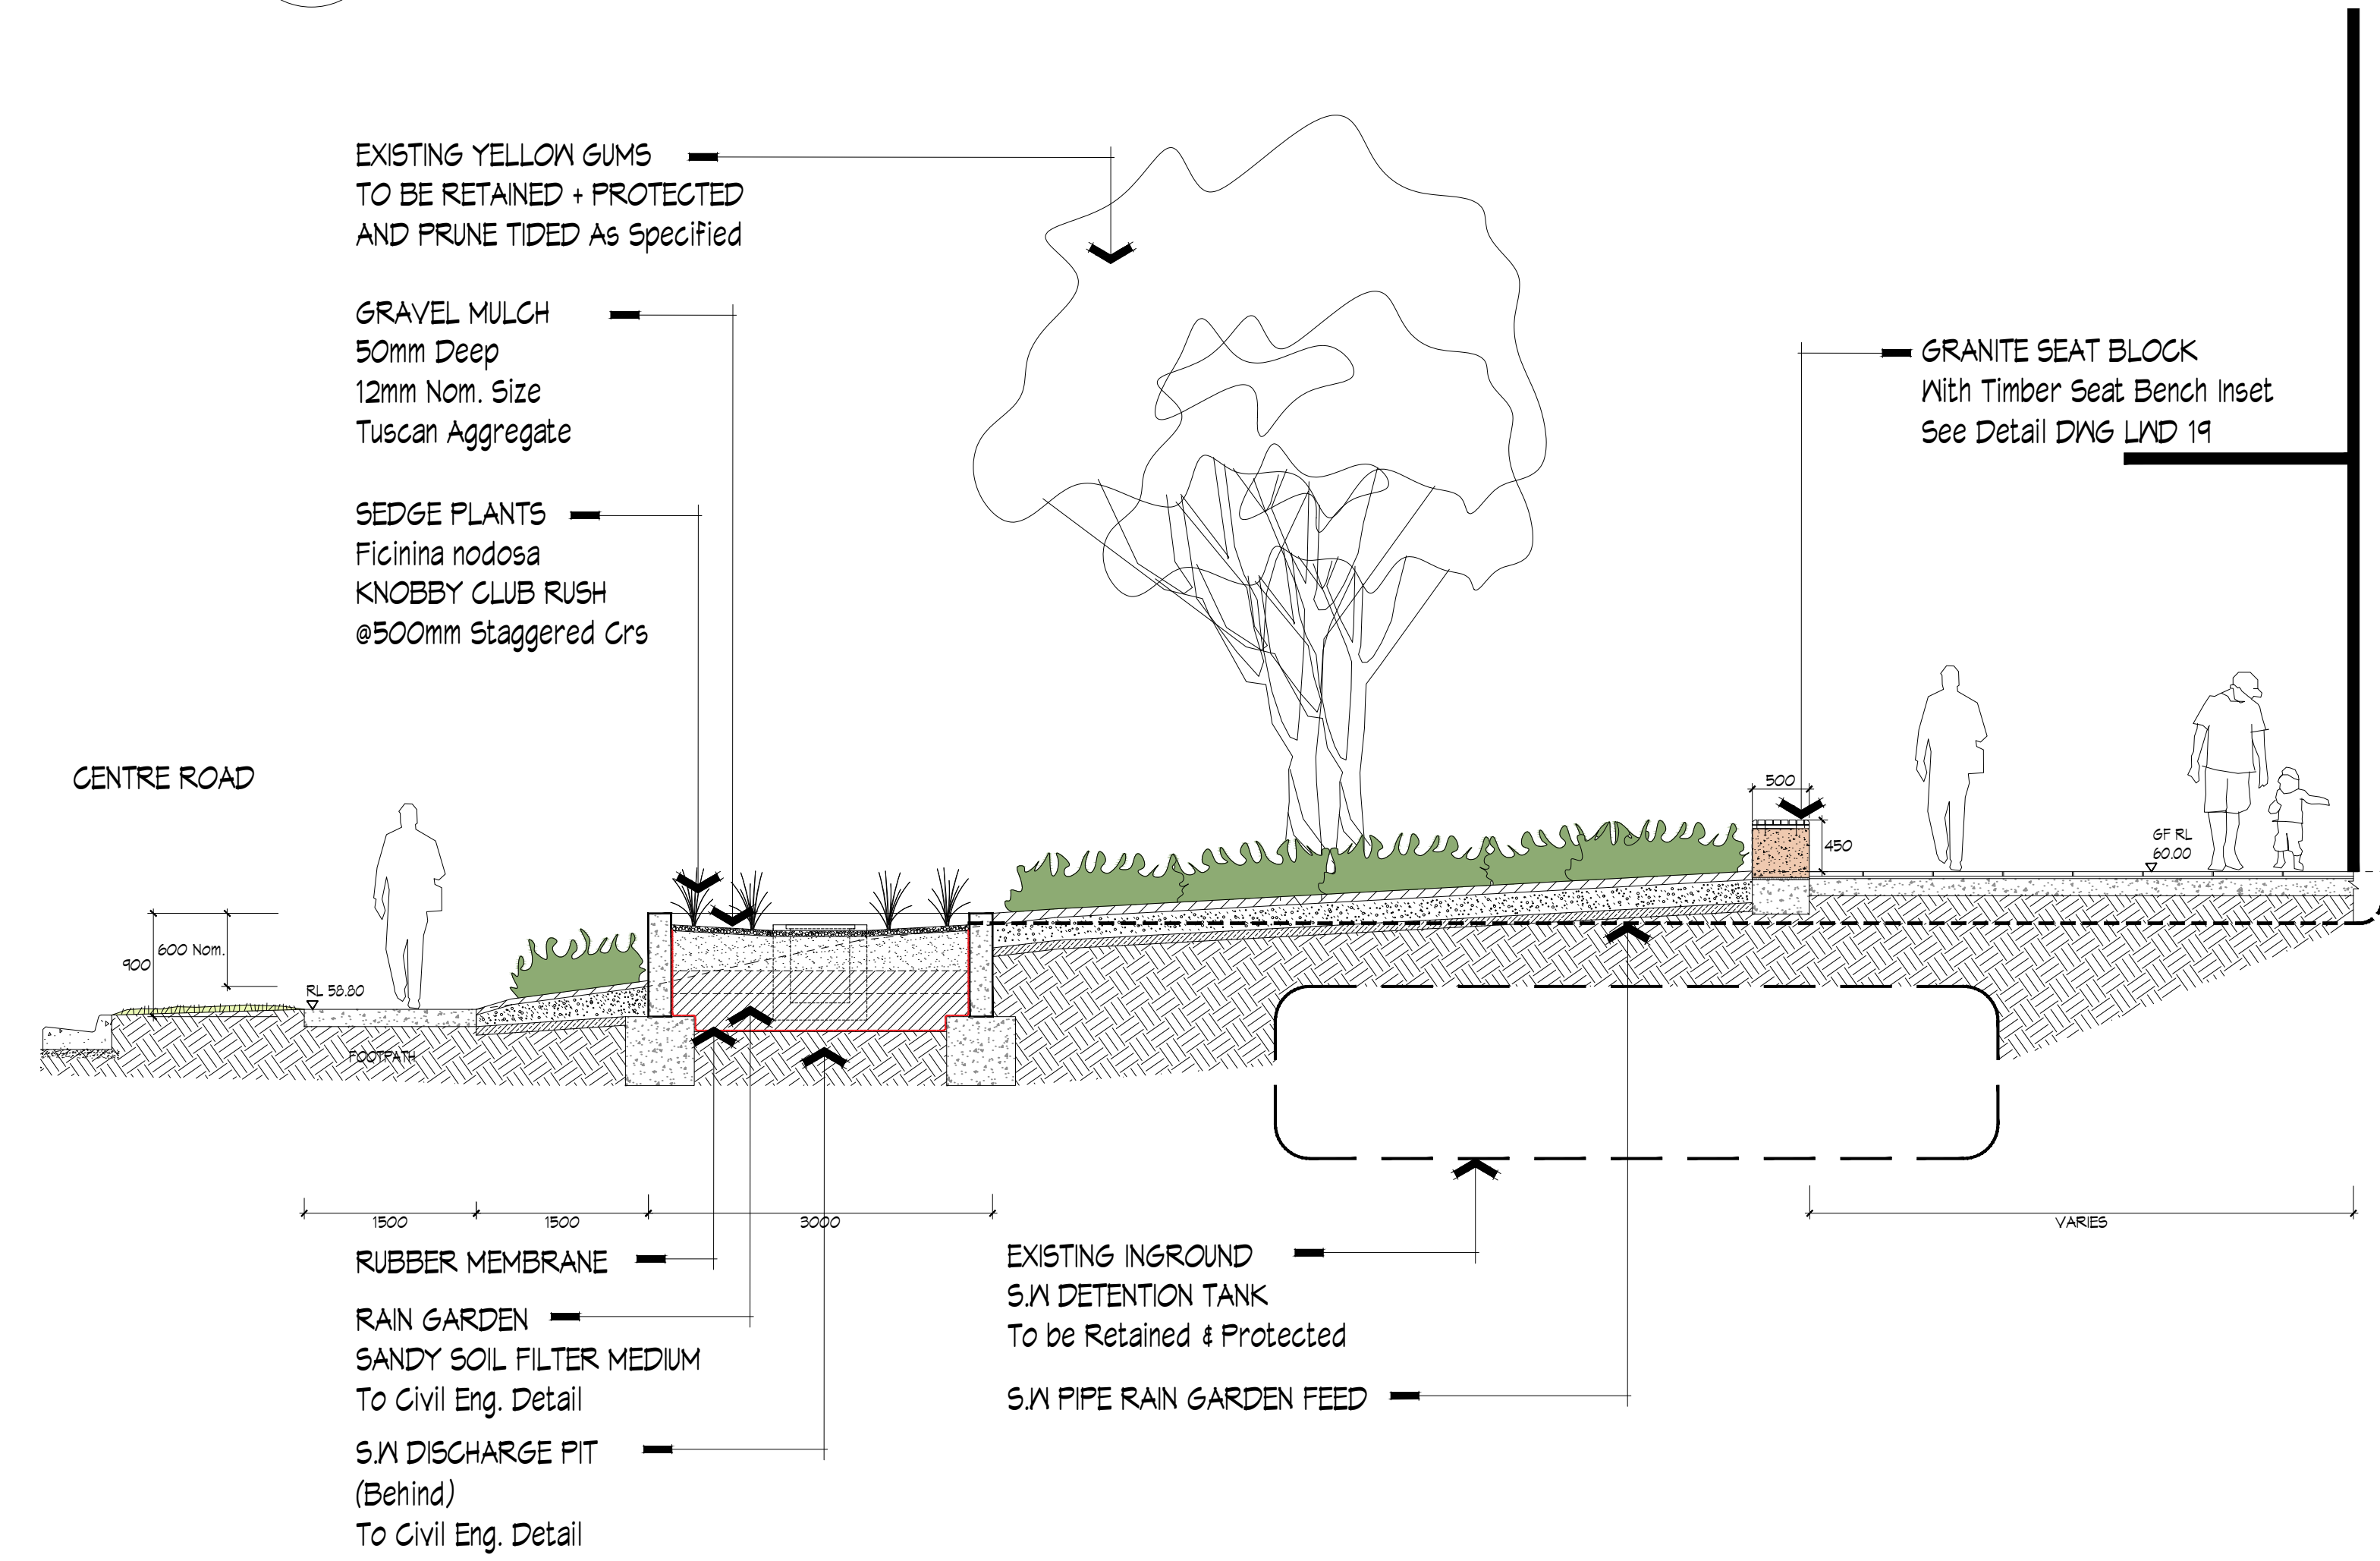 EXISTING YELLOW GUMS
TO BE RETAINED + PROTECTED
AND PRUNE TIDED As Specified
GRAVEL MULCH
50mm Deep
12mm Nom. Size
Tuscan Aggregate
SEDGE PLANTS
Ficinina nodosa
KNOBBY CLUB RUSH
@500mm Staggered Crs
GRANITE SEAT BLOCK
With Timber Seat Bench Inset
See Detail DWG LWD 19
CENTRE ROAD
500
450
GF RL
60.00
600 Nom.
900
RL 58.80
FOOTPATH
1500
1500
3000
VARIES
RUBBER MEMBRANE
RAIN GARDEN
SANDY SOIL FILTER MEDIUM
To Civil Eng. Detail
S.W DISCHARGE PIT
(Behind)
To Civil Eng. Detail
EXISTING INGROUND
S.W DETENTION TANK
To be Retained & Protected
S.W PIPE RAIN GARDEN FEED